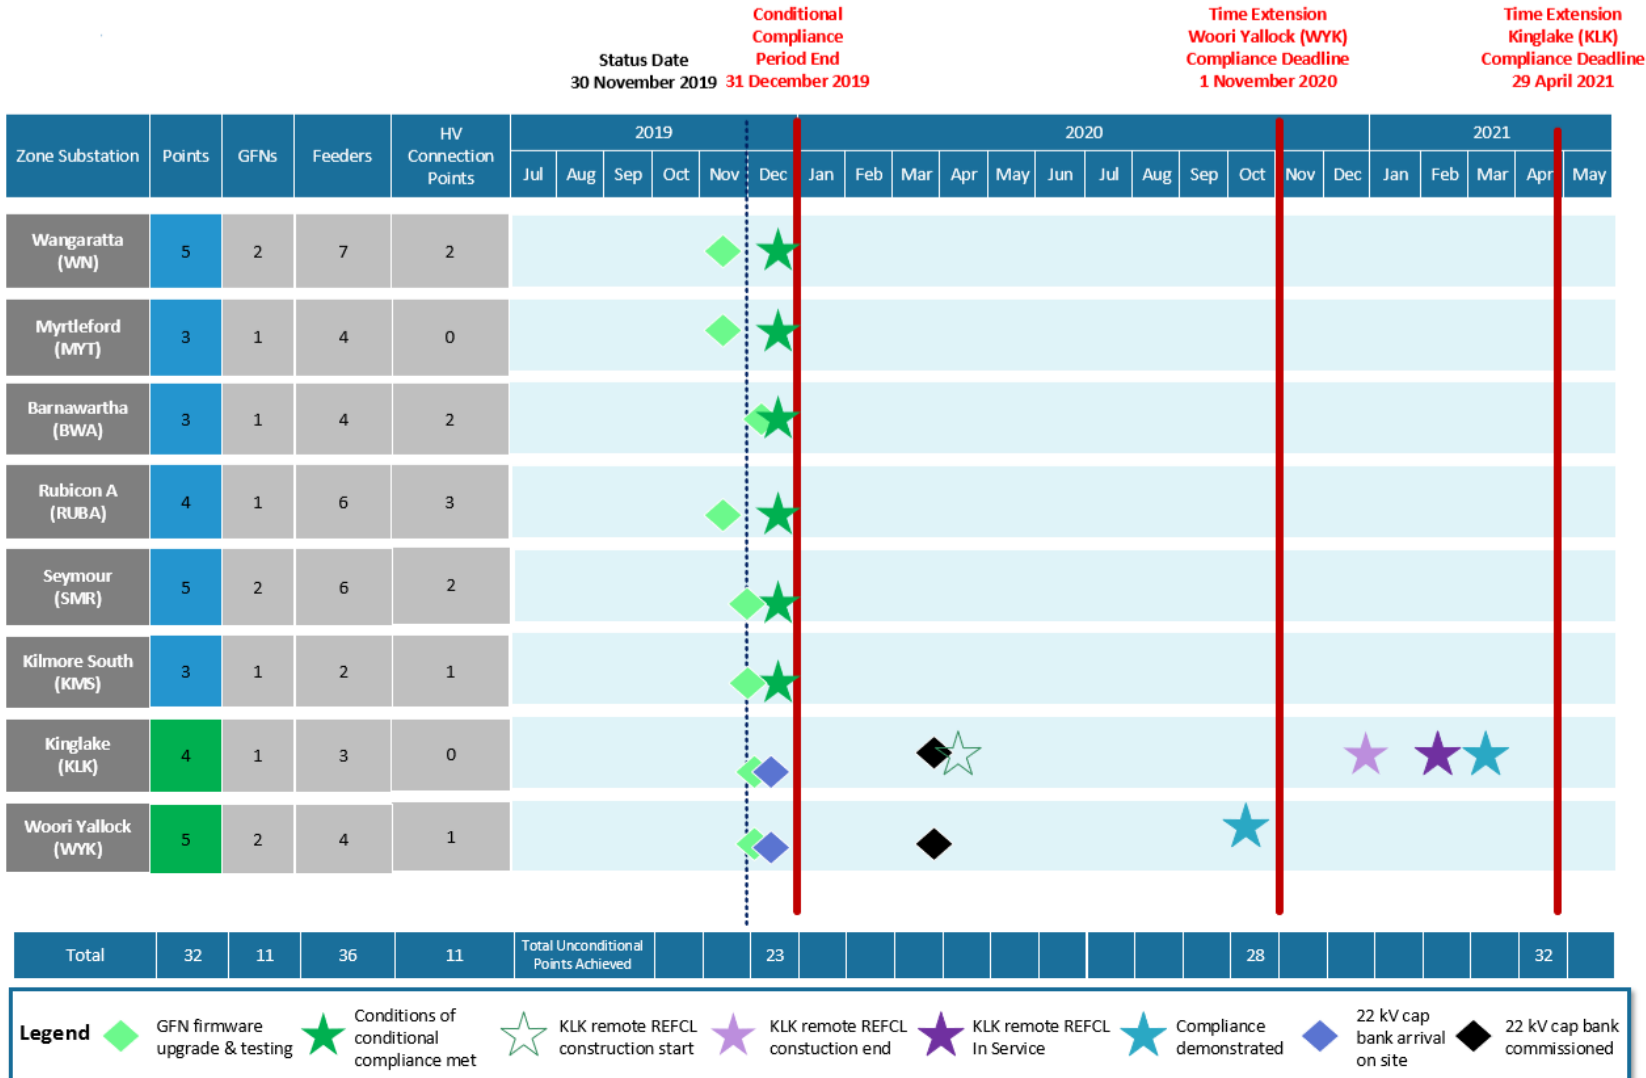 Conditional
Compliance
Period End
31 December 2019
Status Date
30 November 2019
Time Extension
Woori Yallock (WYK)
Compliance Deadline
1 November 2020
Time Extension
Kinglake (KLK)
Compliance Deadline
29 April 2021
Zone Substation Points GFNs Feeders HV Connection Points
2019 2020 2021
Jul Aug Sep Oct Nov Dec Jan Feb Mar Apr May Jun Jul Aug Sep Oct Nov Dec Jan Feb Mar Apr May
Wangaratta
(WN) 5 2 7 2
Myrtleford
(MYT) 3 1 4 0
Barnawartha
(BWA) 3 1 4 2
Rubicon A
(RUBA) 4 1 6 3
Seymour
(SMR) 5 2 6 2
Kilmore South
(KMS) 3 1 2 1
Kinglake
(KLK) 4 1 3 0
Woori Yallock
(WYK) 5 2 4 1
Total 32 11 36 11 Total Unconditional
Points Achieved 23 28 32
Legend
GFN firmware
upgrade & testing
Conditions of
conditional
compliance met
KLK remote REFCL
construction start
KLK remote REFCL
constuction end
KLK remote REFCL
In Service
Compliance
demonstrated
22 kV cap
bank arrival
on site
22 kV cap bank
commissioned